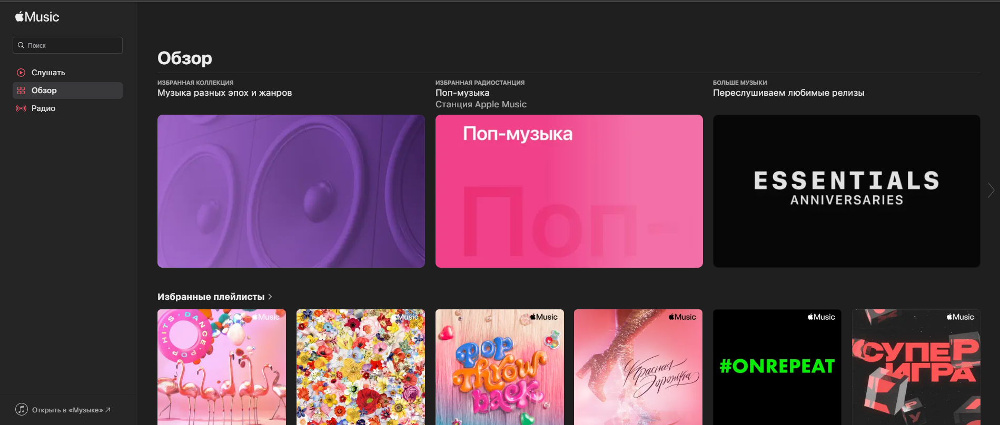 Music
Поиск
Слушать
Обзор
Радио
Обзор
ИЗБРАННАЯ КОЛЛЕКЦИЯ
Музыка разных эпох и жанров
ИЗБРАННАЯ РАДИОСТАНЦИЯ
Поп-музыка
Станция Apple Music
БОЛЬШЕ МУЗЫКИ
Переслушиваем любимые релизы
Поп-музыка
Поп-
ESSENTIALS
ANNIVERSARIES
Избранные плейлисты
Music
HITS · DANCE · POP ·
Music
Music
POP
THROW
back
Music
Красная
дорожка
Music
#ONREPEAT
Music
СУПЕР
ИГРА
Открыть в «Музыке»